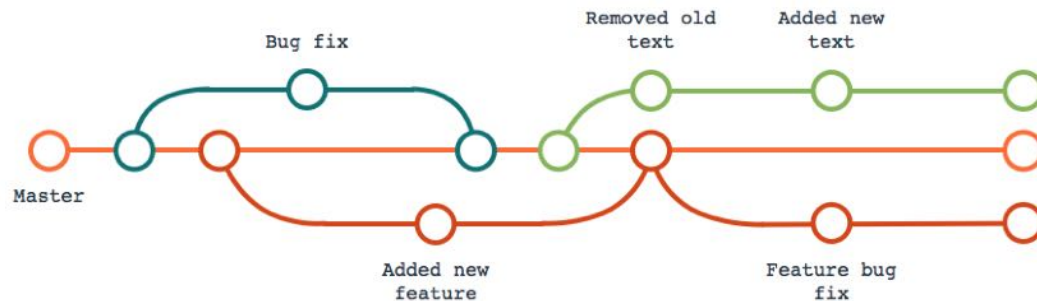 Removed old
text
Added new
text
Bug fix
Master
Added new
feature
Feature bug
fix